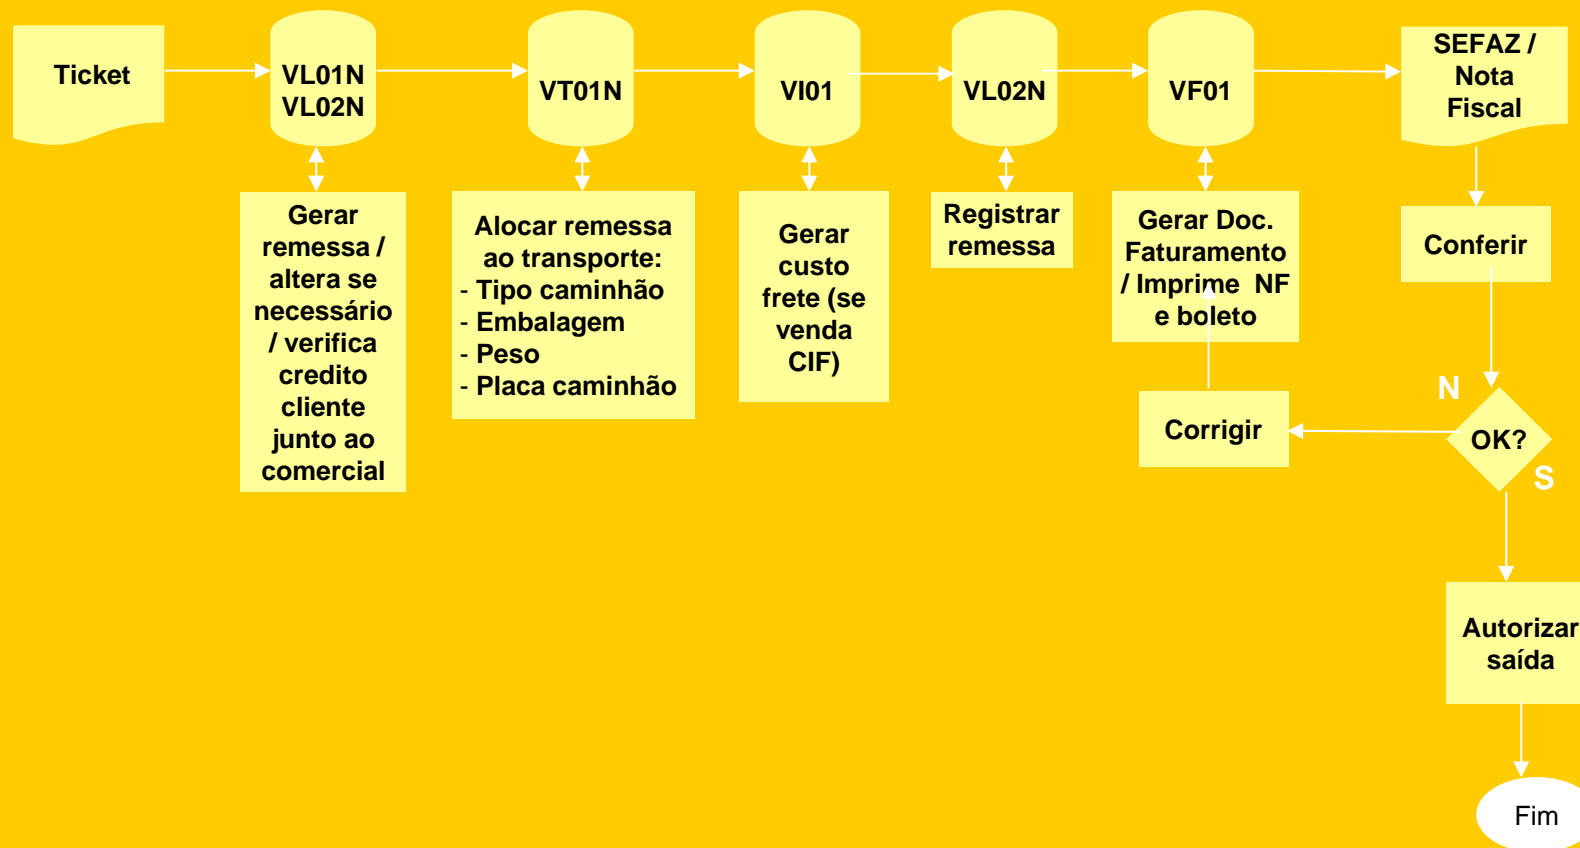 Ticket
VL01N
VL02N
VT01N
VI01
VL02N
VF01
SEFAZ /
Nota
Fiscal
Gerar
remessa /
altera se
necessário
/ verifica
credito
cliente
junto ao
comercial
Alocar remessa
ao transporte:
- Tipo caminhão
- Embalagem
- Peso
- Placa caminhão
Gerar
custo
frete (se
venda
CIF)
Registrar
remessa
Gerar Doc.
Faturamento
/ Imprime NF
e boleto
Conferir
N
Corrigir
OK?
S
Autorizar
saída
Fim